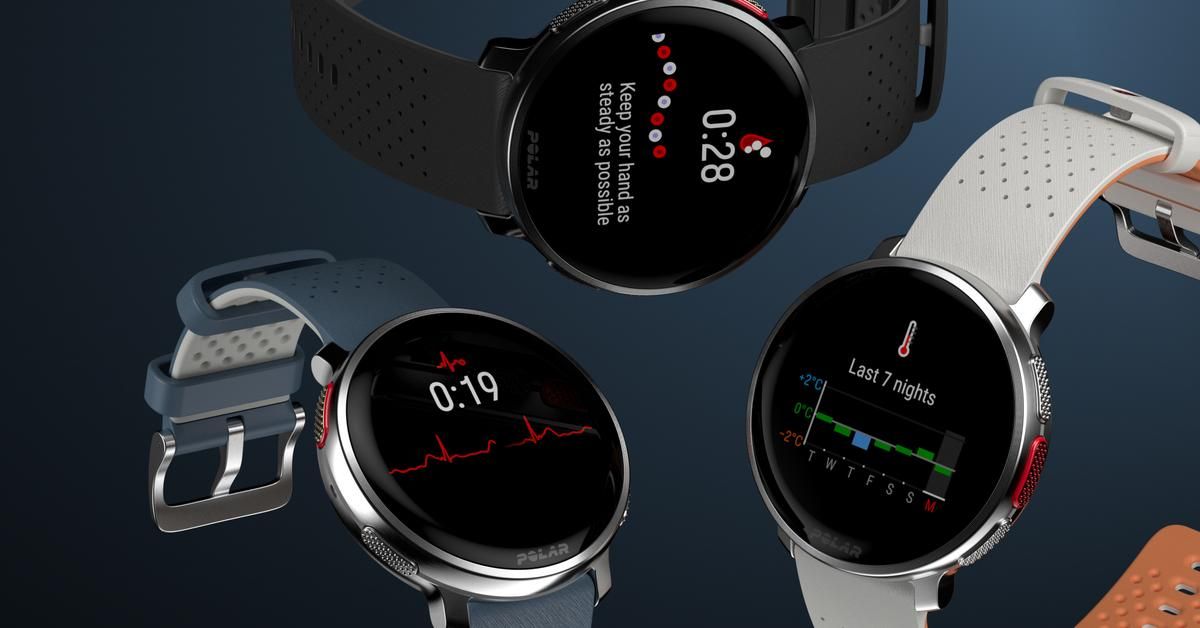 0:28
Keep your hand as
steady as possible
POLAR
0:19
POLAR
Last 7 nights
+2°C
0°C
-2°C
T W T F S S M
POLAR